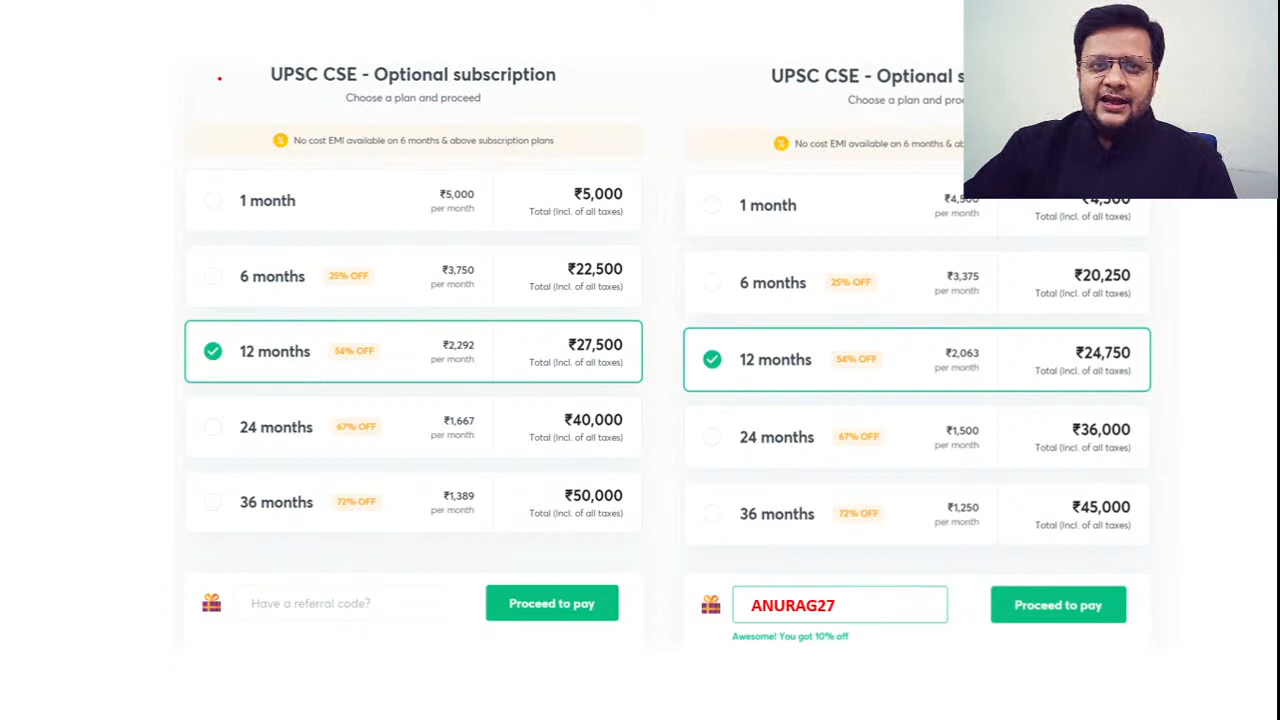 UPSC CSE - Optional subscription
Choose a plan and proceed
No cost EMI available on 6 months & above subscription plans
1 month
₹5,000
per month
₹5,000
Total (Incl. of all taxes)
6 months
25% OFF
₹3,750
per month
₹22,500
Total (Incl. of all taxes)
12 months
54% OFF
₹2,292
per month
₹27,500
Total (Incl. of all taxes)
24 months
67% OFF
₹1,667
per month
₹40,000
Total (Incl. of all taxes)
36 months
72% OFF
₹1,389
per month
₹50,000
Total (Incl. of all taxes)
Have a referral code?
Proceed to pay
UPSC CSE - Optional
Choose a plan and
No cost EMI available on 6 months &
1 month
₹4,500
per month
₹4,500
Total (Incl. of all taxes)
6 months
25% OFF
₹3,375
per month
₹20,250
Total (Incl. of all taxes)
12 months
54% OFF
₹2,063
per month
₹24,750
Total (Incl. of all taxes)
24 months
67% OFF
₹1,500
per month
₹36,000
Total (Incl. of all taxes)
36 months
72% OFF
₹1,250
per month
₹45,000
Total (Incl. of all taxes)
ANURAG27
Proceed to pay
Awesome! You got 10% off